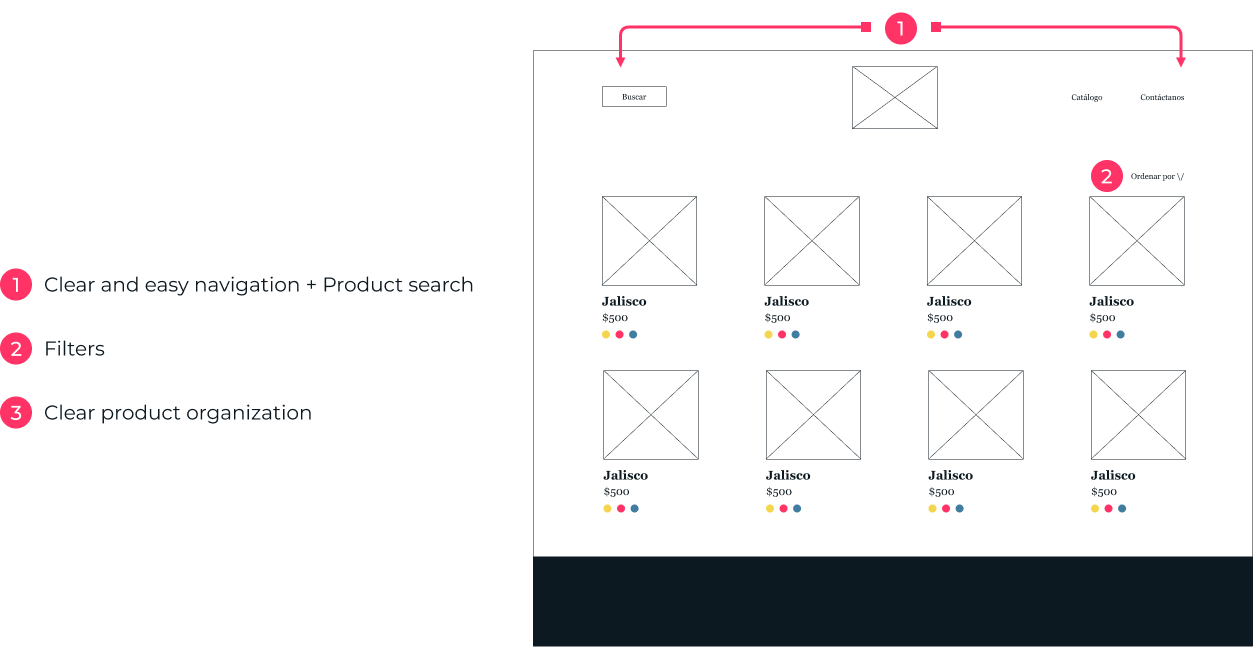 1
Buscar
Catálogo
Contáctanos
2
Ordenar por \/
1
Clear and easy navigation + Product search
2
Filters
3
Clear product organization
Jalisco
$500
Jalisco
$500
Jalisco
$500
Jalisco
$500
Jalisco
$500
Jalisco
$500
Jalisco
$500
Jalisco
$500